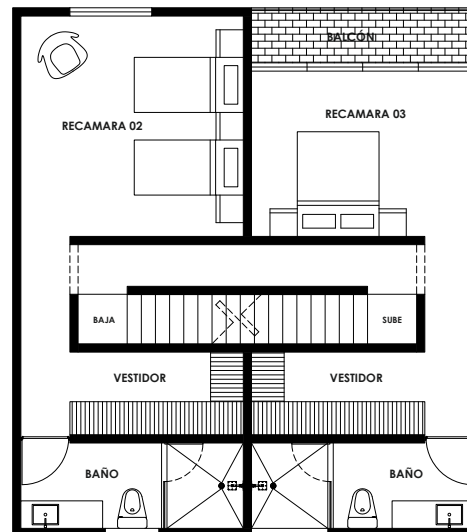 BALCÓN
RECAMARA 02
RECAMARA 03
BAJA
SUBE
VESTIDOR
VESTIDOR
BAÑO
BAÑO